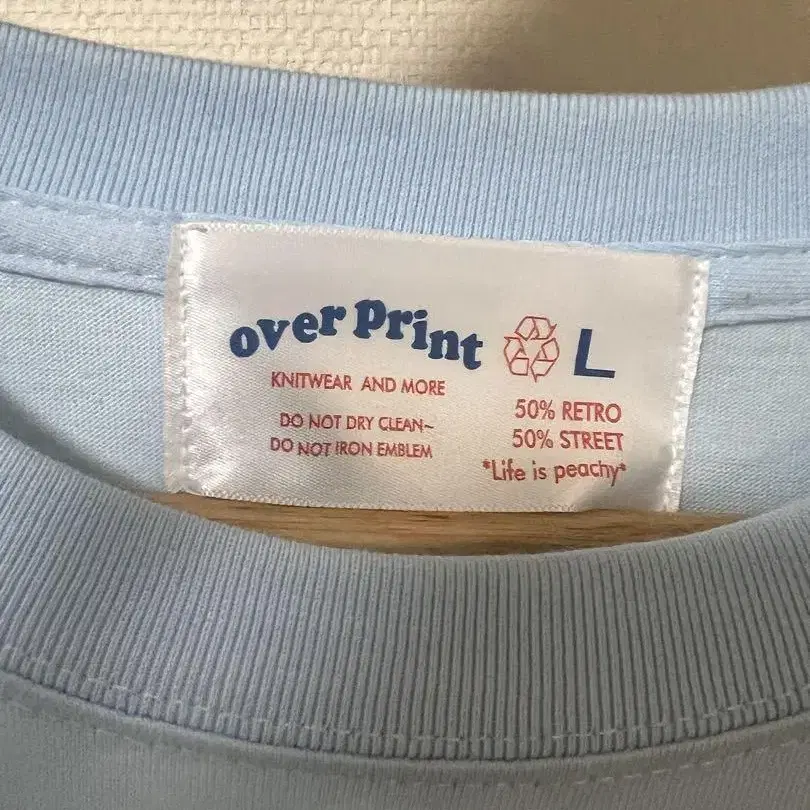 over print
L
KNITWEAR AND MORE
DO NOT DRY CLEAN~
DO NOT IRON EMBLEM
50% RETRO
50% STREET
*Life is peachy*